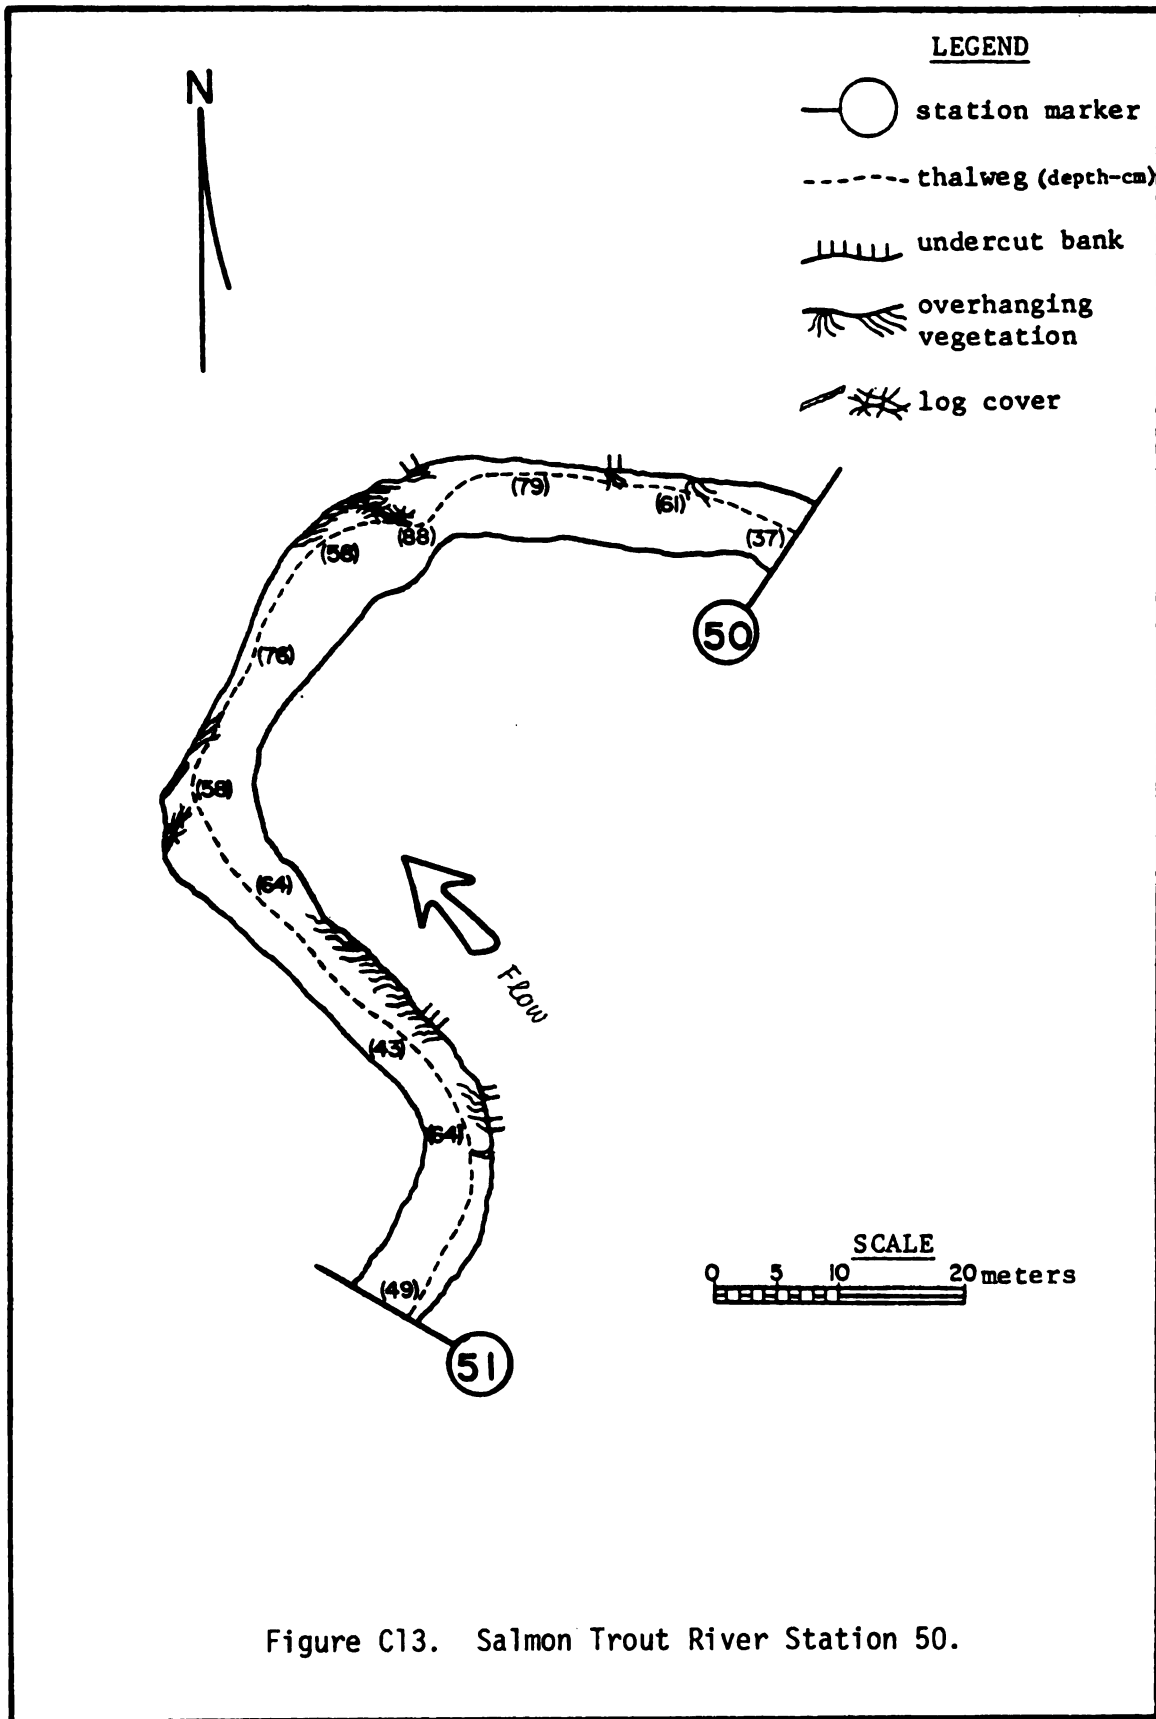 LEGEND
N
station marker
thalweg (depth-cm)
undercut bank
overhanging
vegetation
log cover
(79)
(61)
(37)
(88)
(58)
50
(76)
(58)
(64)
Flow
(43)
(64)
SCALE
0 5 10 20 meters
(49)
51
Figure C13. Salmon Trout River Station 50.